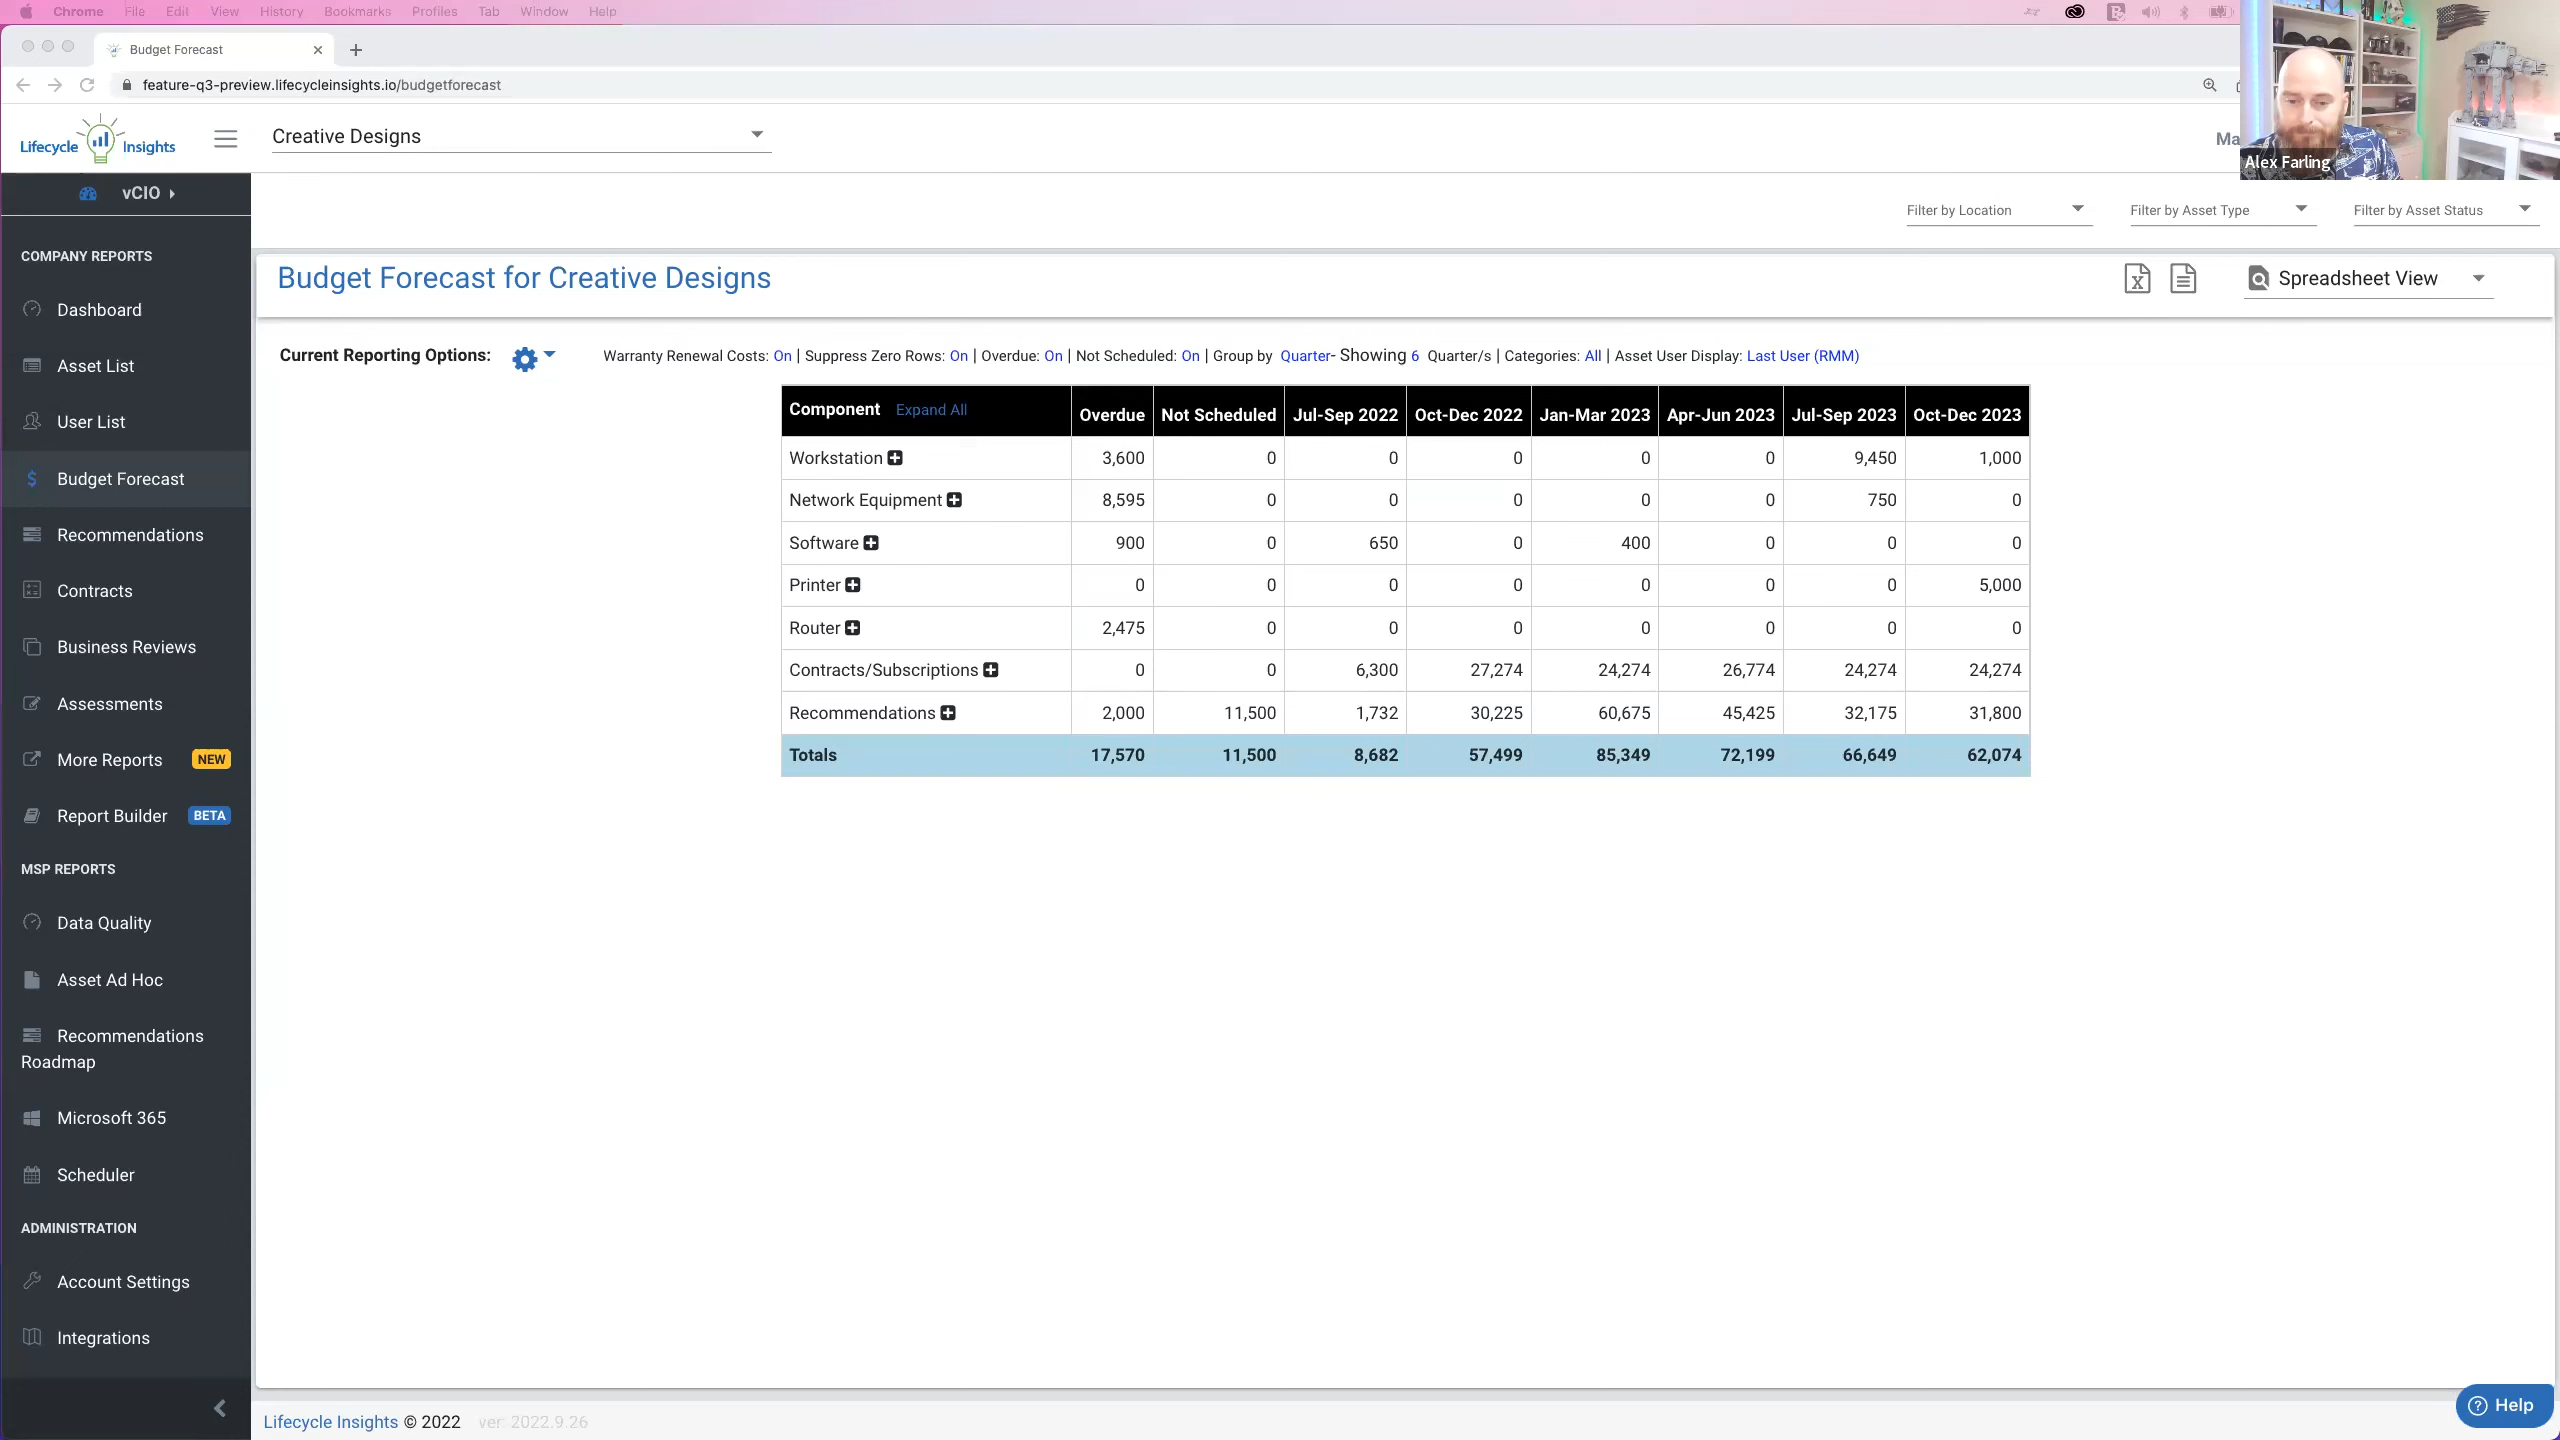 Chrome File Edit View History Bookmarks Profiles Tab Window Help
Budget Forecast
feature-q3-preview.lifecycleinsights.io/budgetforecast
Lifecycle Insights
Creative Designs
Ma
Alex Farling
vCIO
Filter by Location Filter by Asset Type Filter by Asset Status
COMPANY REPORTS
Dashboard
Asset List
User List
Budget Forecast
Recommendations
Contracts
Business Reviews
Assessments
More Reports NEW
Report Builder BETA
MSP REPORTS
Data Quality
Asset Ad Hoc
Recommendations
Roadmap
Microsoft 365
Scheduler
ADMINISTRATION
Account Settings
Integrations
Budget Forecast for Creative Designs
Spreadsheet View
Current Reporting Options: Warranty Renewal Costs: On | Suppress Zero Rows: On | Overdue: On | Not Scheduled: On | Group by Quarter- Showing 6 Quarter/s | Categories: All | Asset User Display: Last User (RMM)
Component Expand All Overdue Not Scheduled Jul-Sep 2022 Oct-Dec 2022 Jan-Mar 2023 Apr-Jun 2023 Jul-Sep 2023 Oct-Dec 2023
Workstation 3,600 0 0 0 0 0 9,450 1,000
Network Equipment 8,595 0 0 0 0 0 750 0
Software 900 0 650 0 400 0 0 0
Printer 0 0 0 0 0 0 0 5,000
Router 2,475 0 0 0 0 0 0 0
Contracts/Subscriptions 0 0 6,300 27,274 24,274 26,774 24,274 24,274
Recommendations 2,000 11,500 1,732 30,225 60,675 45,425 32,175 31,800
Totals 17,570 11,500 8,682 57,499 85,349 72,199 66,649 62,074
Lifecycle Insights © 2022 ver: 2022.9.26
Help